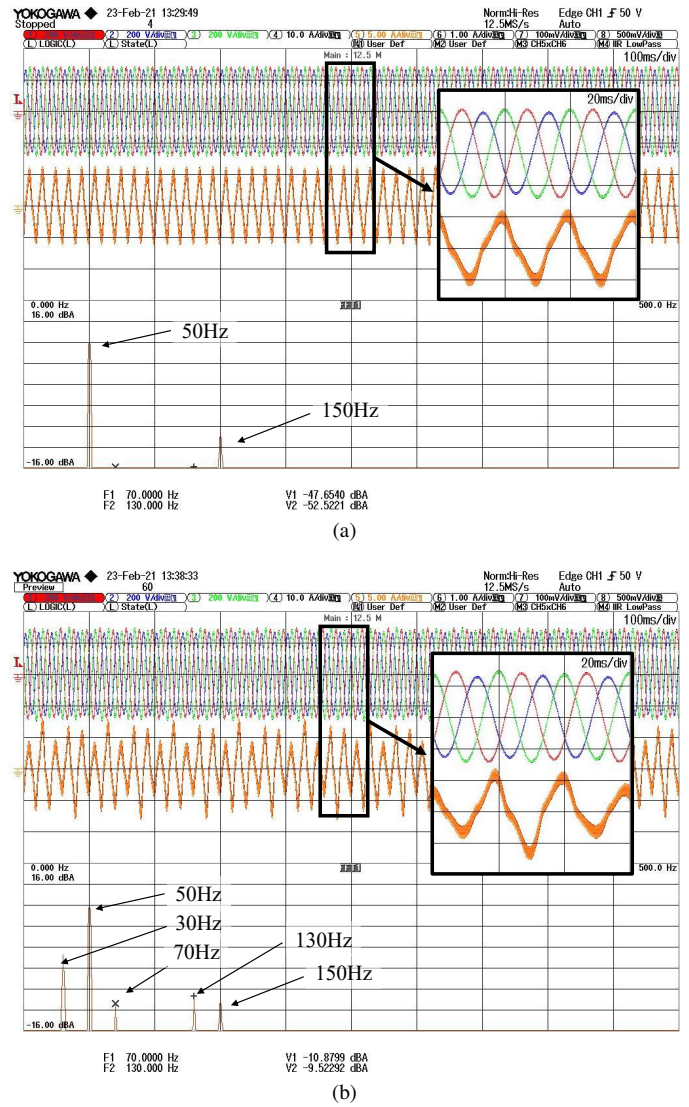 YOKOGAWA ◆ 23-Feb-21 13:29:49 Norm:Hi-Res Edge CH1 ⨍ 50 V
Stopped 4 12.5MS/s Auto
2 200 V/div 3 200 V/div 4 10.0 A/div 5 5.00 A/div 6 1.00 A/div 7 100mV/div 8 500mV/div
L LOGIC(L) L State(L) M1 User Def M2 User Def M3 CH5xCH6 M4 IIR LowPass
Main : 12.5 M 100ms/div
20ms/div
0.000 Hz 500.0 Hz
16.00 dBA
50Hz
150Hz
-16.00 dBA
F1 70.0000 Hz V1 -47.6540 dBA
F2 130.000 Hz V2 -52.5221 dBA
(a)
YOKOGAWA ◆ 23-Feb-21 13:38:33 Norm:Hi-Res Edge CH1 ⨍ 50 V
Preview 60 12.5MS/s Auto
2 200 V/div 3 200 V/div 4 10.0 A/div 5 5.00 A/div 6 1.00 A/div 7 100mV/div 8 500mV/div
L LOGIC(L) L State(L) M1 User Def M2 User Def M3 CH5xCH6 M4 IIR LowPass
Main : 12.5 M 100ms/div
20ms/div
0.000 Hz 500.0 Hz
16.00 dBA
50Hz
30Hz
70Hz
130Hz
150Hz
-16.00 dBA
F1 70.0000 Hz V1 -10.8799 dBA
F2 130.000 Hz V2 -9.52292 dBA
(b)